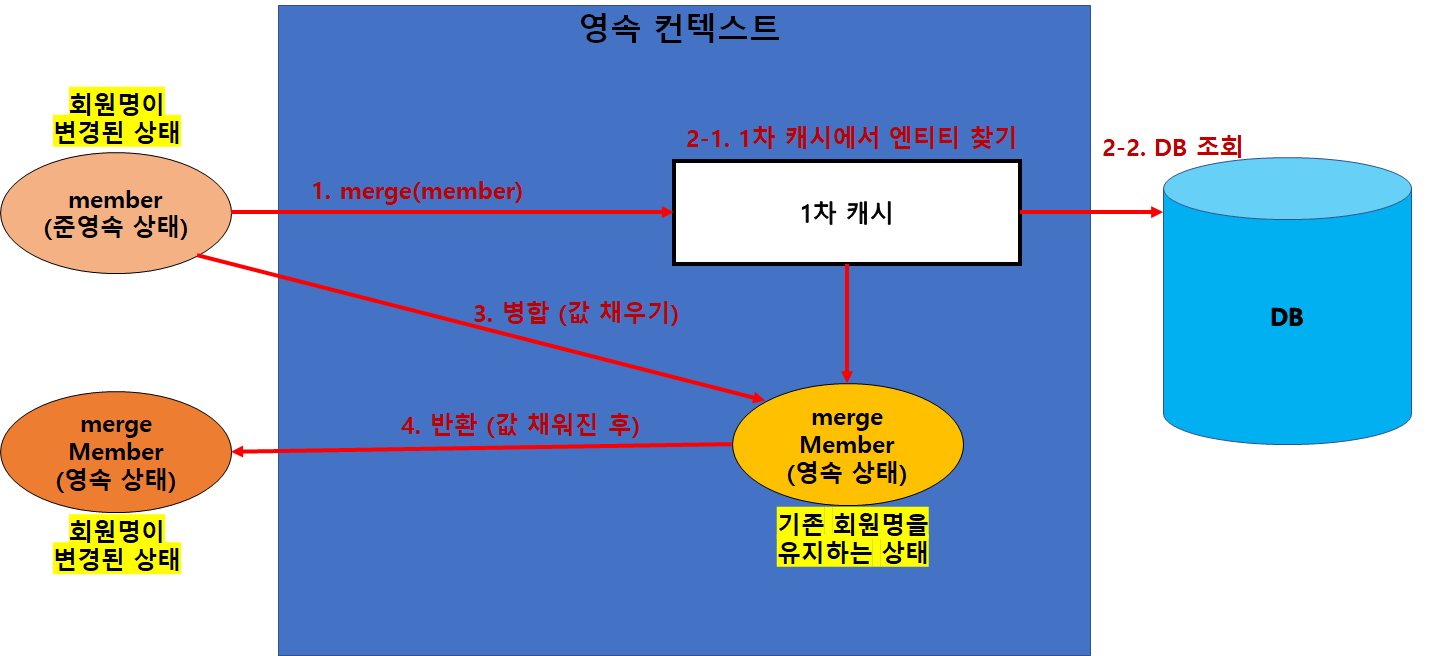 영속 컨텍스트
회원명이
변경된 상태
member
(준영속 상태)
1. merge(member)
2-1. 1차 캐시에서 엔티티 찾기
1차 캐시
2-2. DB 조회
DB
3. 병합 (값 채우기)
4. 반환 (값 채워진 후)
merge
Member
(영속 상태)
회원명이
변경된 상태
merge
Member
(영속 상태)
기존 회원명을
유지하는 상태